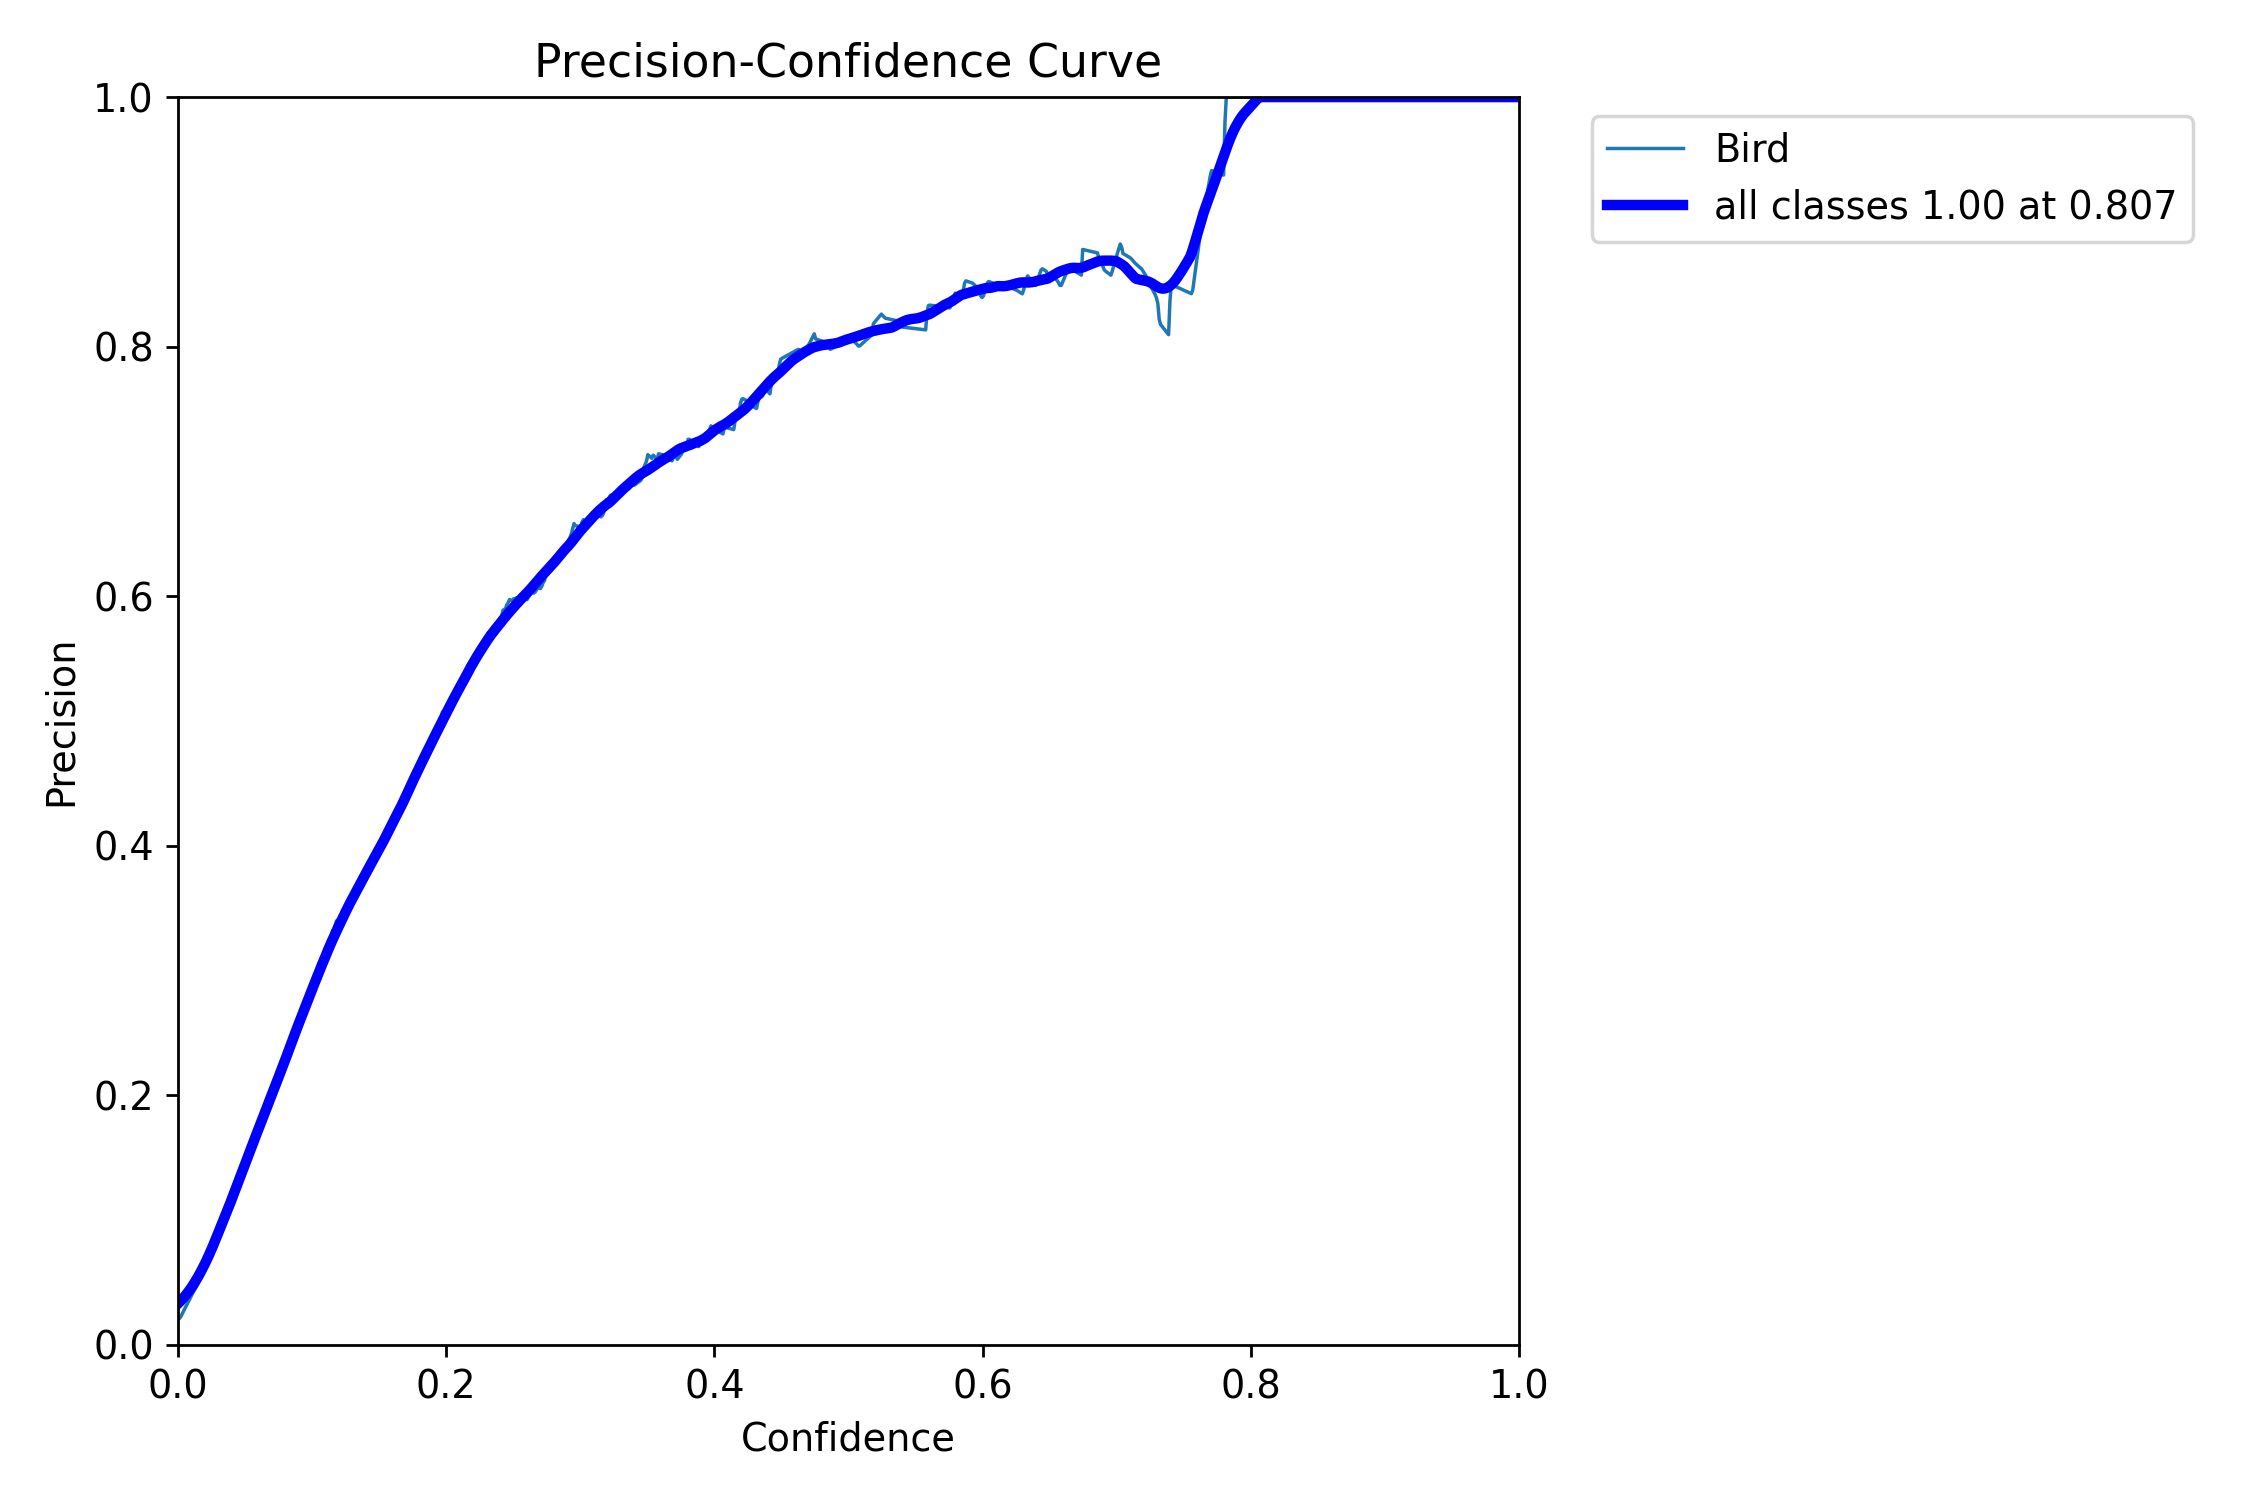 Precision-Confidence Curve
1.0
0.8
0.6
0.4
0.2
0.0
Precision
0.0 0.2 0.4 0.6 0.8 1.0
Confidence
Bird
all classes 1.00 at 0.807